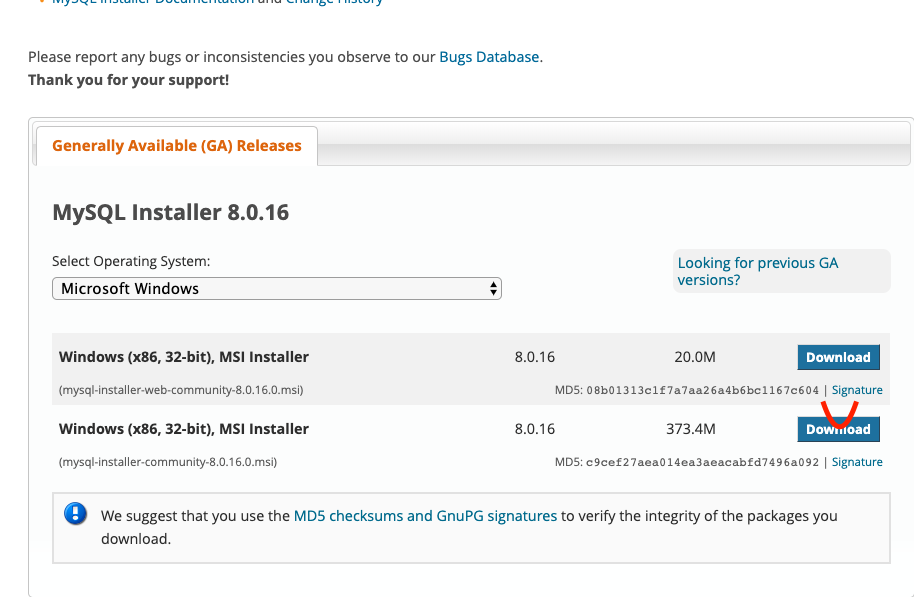 MySQL Installer Documentation and Change History
Please report any bugs or inconsistencies you observe to our Bugs Database.
Thank you for your support!
Generally Available (GA) Releases
MySQL Installer 8.0.16
Select Operating System:
Looking for previous GA
versions?
Microsoft Windows
Windows (x86, 32-bit), MSI Installer 8.0.16 20.0M Download
(mysql-installer-web-community-8.0.16.0.msi) MD5: 08b01313c1f7a7aa26a4b6bc1167c604 | Signature
Windows (x86, 32-bit), MSI Installer 8.0.16 373.4M Download
(mysql-installer-community-8.0.16.0.msi) MD5: c9cef27aea014ea3aeacabfd7496a092 | Signature
We suggest that you use the MD5 checksums and GnuPG signatures to verify the integrity of the packages you
download.